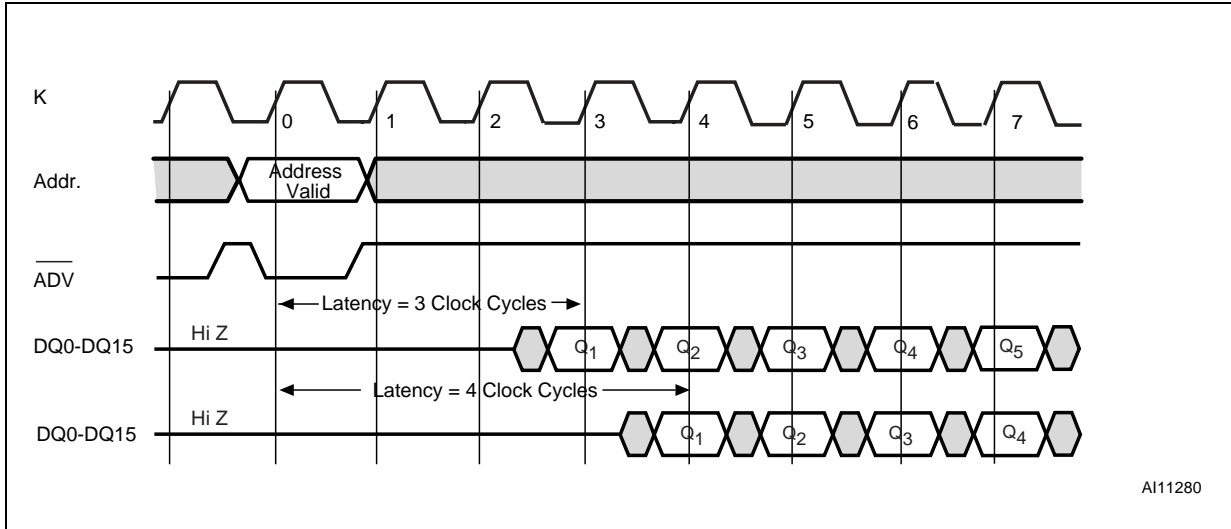 K
0 1 2 3 4 5 6 7
Addr.
Address
Valid
ADV
Latency = 3 Clock Cycles
DQ0-DQ15 Hi Z Q1 Q2 Q3 Q4 Q5
Latency = 4 Clock Cycles
DQ0-DQ15 Hi Z Q1 Q2 Q3 Q4
AI11280